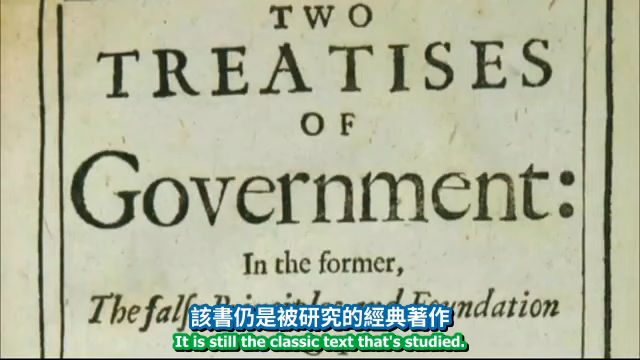 TWO
TREATISES
OF
Government:
In the former,
The false Principles and Foundation
該書仍是被研究的經典著作
It is still the classic text that's studied.